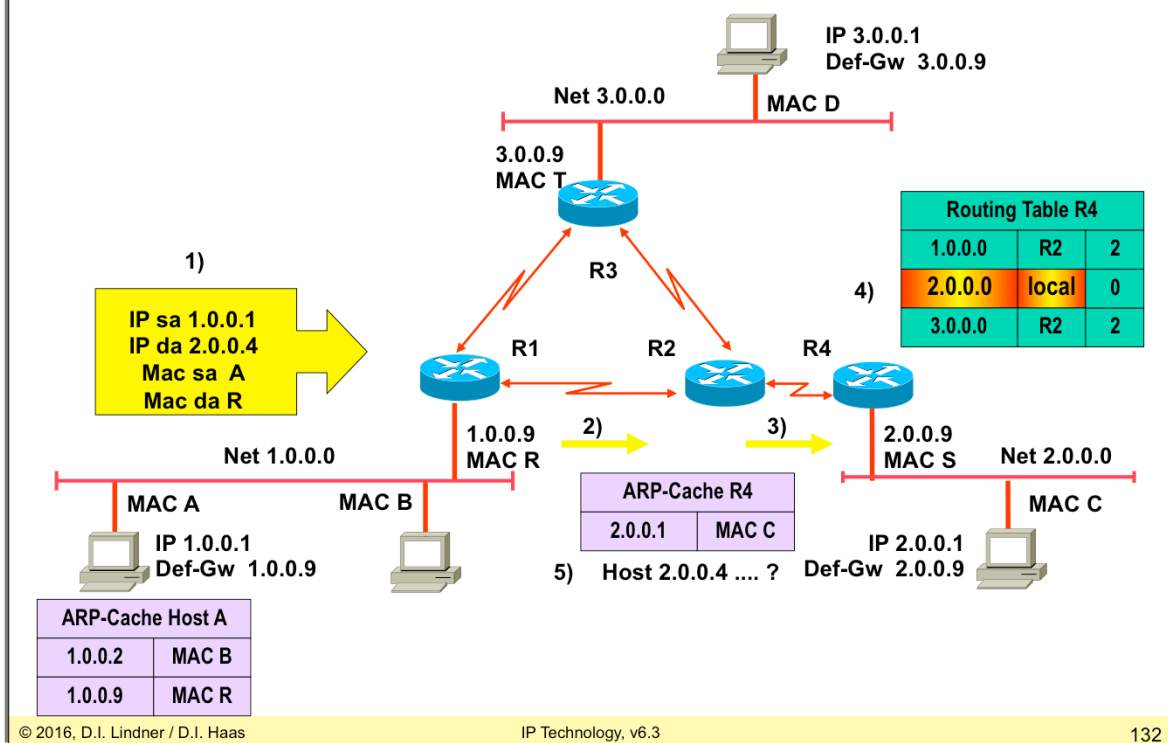 IP 3.0.0.1
Def-Gw 3.0.0.9
Net 3.0.0.0
MAC D
3.0.0.9
MAC T
R3
Routing Table R4
1.0.0.0 R2 2
2.0.0.0 local 0
3.0.0.0 R2 2
4)
1)
IP sa 1.0.0.1
IP da 2.0.0.4
Mac sa A
Mac da R
R1
R2
R4
1.0.0.9
MAC R
2)
3)
2.0.0.9
MAC S
Net 1.0.0.0
Net 2.0.0.0
MAC A
MAC B
MAC C
ARP-Cache R4
2.0.0.1 MAC C
5) Host 2.0.0.4 .... ?
IP 1.0.0.1
Def-Gw 1.0.0.9
IP 2.0.0.1
Def-Gw 2.0.0.9
ARP-Cache Host A
1.0.0.2 MAC B
1.0.0.9 MAC R
© 2016, D.I. Lindner / D.I. Haas
IP Technology, v6.3
132